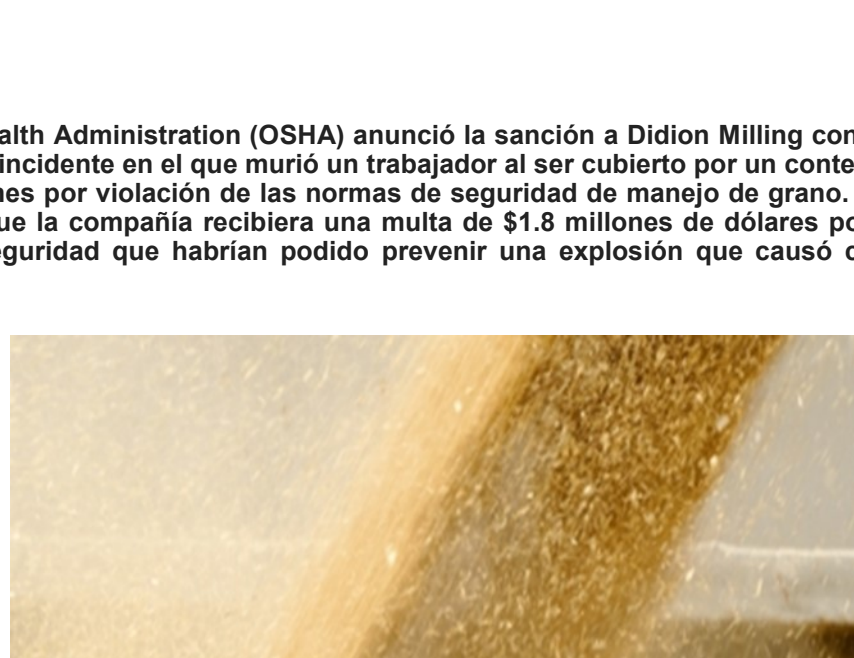 alth Administration (OSHA) anunció la sanción a Didion Milling con
incidente en el que murió un trabajador al ser cubierto por un conte
nes por violación de las normas de seguridad de manejo de grano.
ue la compañía recibiera una multa de $1.8 millones de dólares po
eguridad que habrían podido prevenir una explosión que causó c